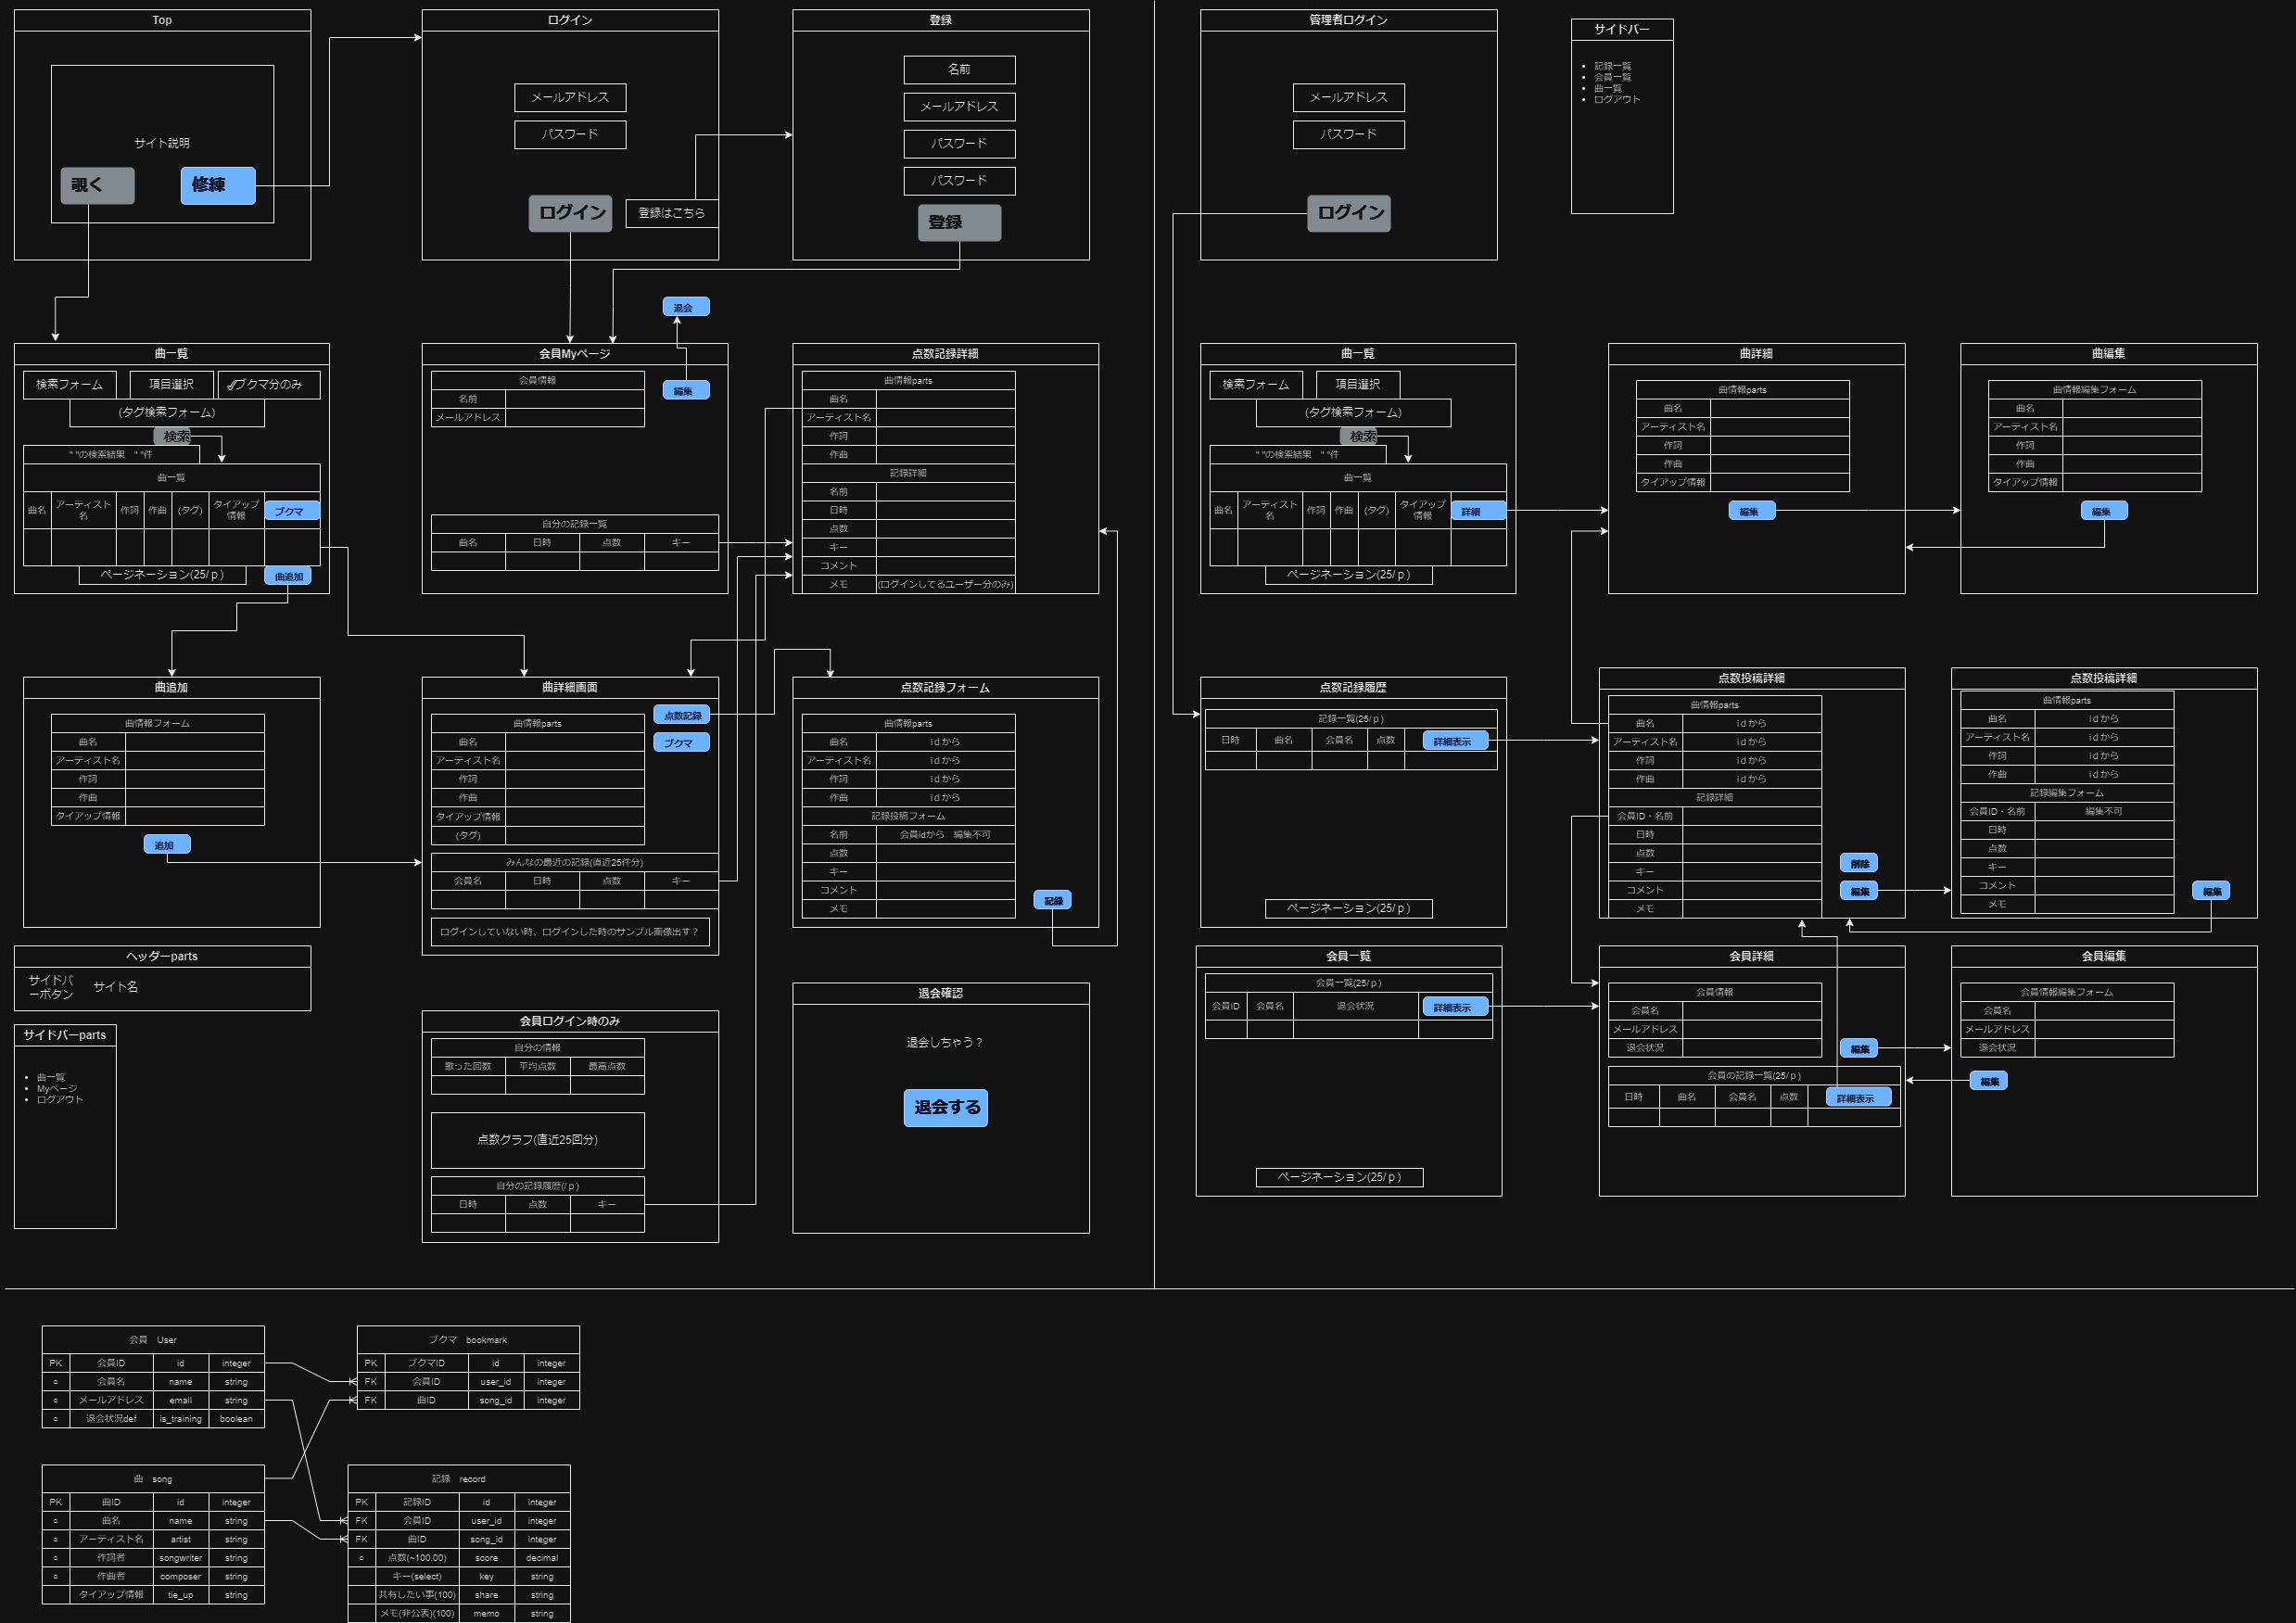 Top
サイト説明
覗く
修練
ログイン
メールアドレス
パスワード
ログイン
登録はこちら
登録
名前
メールアドレス
パスワード
パスワード
登録
管理者ログイン
メールアドレス
パスワード
ログイン
サイドバー
記録一覧
会員一覧
曲一覧
ログアウト
曲一覧
検索フォーム
項目選択
✓ブクマ分のみ
(タグ検索フォーム)
検索
" "の検索結果 " "件
曲一覧
曲名 アーティスト名 作詞 作曲 (タグ) タイアップ情報 ブクマ
ページネーション(25/ｐ)
曲追加
退会
会員Myページ
会員情報
名前
メールアドレス
編集
自分の記録一覧
曲名 日時 点数 キー
点数記録詳細
曲情報parts
曲名
アーティスト名
作詞
作曲
記録詳細
名前
日時
点数
キー
コメント
メモ (ログインしてるユーザー分のみ)
曲一覧
検索フォーム
項目選択
(タグ検索フォーム)
検索
" "の検索結果 " "件
曲一覧
曲名 アーティスト名 作詞 作曲 (タグ) タイアップ情報 詳細
ページネーション(25/ｐ)
曲詳細
曲情報parts
曲名
アーティスト名
作詞
作曲
タイアップ情報
編集
曲編集
曲情報編集フォーム
曲名
アーティスト名
作詞
作曲
タイアップ情報
編集
曲追加
曲情報フォーム
曲名
アーティスト名
作詞
作曲
タイアップ情報
追加
曲詳細画面
点数記録
ブクマ
曲情報parts
曲名
アーティスト名
作詞
作曲
タイアップ情報
(タグ)
みんなの最近の記録(直近25件分)
会員名 日時 点数 キー
ログインしていない時、ログインした時のサンプル画像出す？
点数記録フォーム
曲情報parts
曲名 ｉｄから
アーティスト名 ｉｄから
作詞 ｉｄから
作曲 ｉｄから
記録投稿フォーム
名前 会員idから 編集不可
点数
キー
コメント
メモ
記録
点数記録履歴
記録一覧(25/ｐ)
日時 曲名 会員名 点数 詳細表示
ページネーション(25/ｐ)
点数投稿詳細
曲情報parts
曲名 ｉｄから
アーティスト名 ｉｄから
作詞 ｉｄから
作曲 ｉｄから
記録詳細
会員ID・名前
日時
点数
キー
コメント
メモ
削除
編集
点数投稿詳細
曲情報parts
曲名 ｉｄから
アーティスト名 ｉｄから
作詞 ｉｄから
作曲 ｉｄから
記録編集フォーム
会員ID・名前 編集不可
日時
点数
キー
コメント
メモ
編集
ヘッダーparts
サイドバーボタン サイト名
サイドバーparts
曲一覧
Myページ
ログアウト
会員ログイン時のみ
自分の情報
歌った回数 平均点数 最高点数
点数グラフ(直近25回分)
自分の記録履歴(/ｐ)
日時 点数 キー
退会確認
退会しちゃう？
退会する
会員一覧
会員一覧(25/ｐ)
会員ID 会員名 退会状況 詳細表示
ページネーション(25/ｐ)
会員詳細
会員情報
会員名
メールアドレス
退会状況
編集
会員の記録一覧(25/ｐ)
日時 曲名 会員名 点数 詳細表示
会員編集
会員情報編集フォーム
会員名
メールアドレス
退会状況
編集
会員 User
PK 会員ID id integer
○ 会員名 name string
○ メールアドレス email string
○ 退会状況def is_training boolean
ブクマ bookmark
PK ブクマID id integer
FK 会員ID user_id integer
FK 曲ID song_id integer
曲 song
PK 曲ID id integer
○ 曲名 name string
○ アーティスト名 artist string
○ 作詞者 songwriter string
○ 作曲者 composer string
タイアップ情報 tie_up string
記録 record
PK 記録ID id integer
FK 会員ID user_id integer
FK 曲ID song_id integer
○ 点数(~100.00) score decimal
キー(select) key string
共有したい事(100) share string
メモ(非公表)(100) memo string